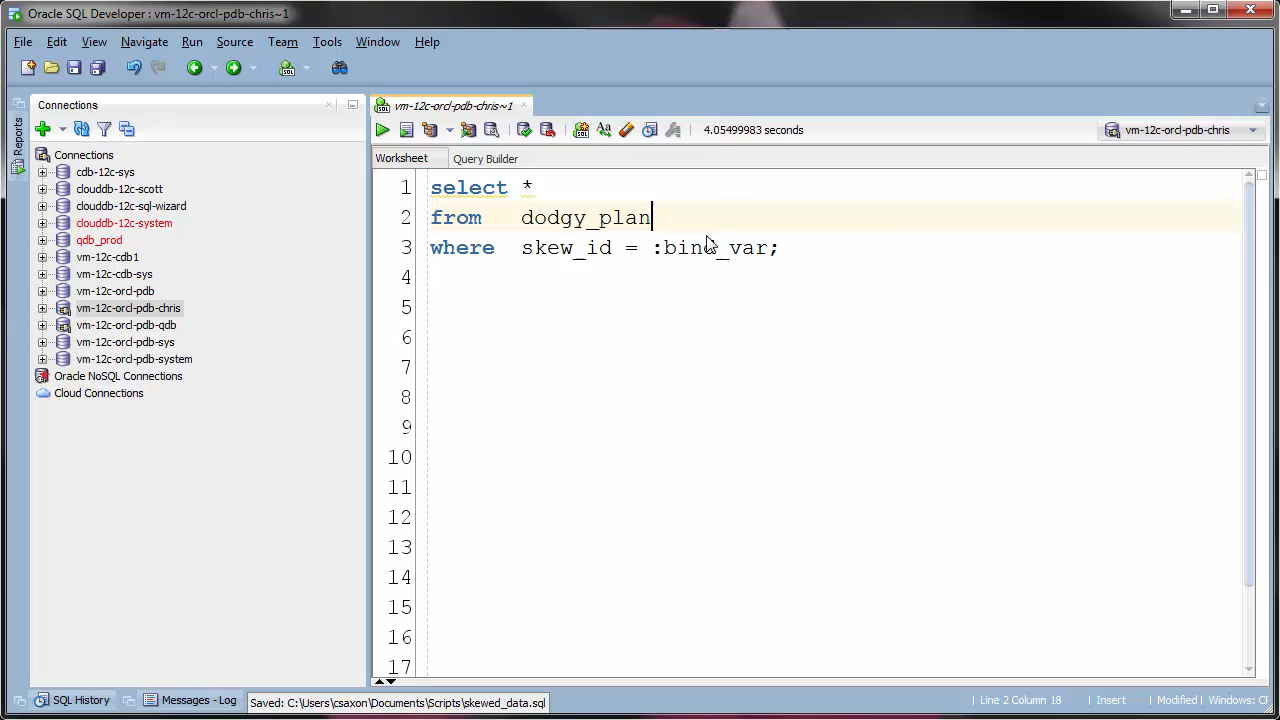 Oracle SQL Developer : vm-12c-orcl-pdb-chris~1
File Edit View Navigate Run Source Team Tools Window Help
Connections
vm-12c-orcl-pdb-chris~1
4.05499983 seconds
vm-12c-orcl-pdb-chris
Reports
Worksheet Query Builder
Connections
cdb-12c-sys
clouddb-12c-scott
clouddb-12c-sql-wizard
clouddb-12c-system
qdb_prod
vm-12c-cdb1
vm-12c-cdb-sys
vm-12c-orcl-pdb
vm-12c-orcl-pdb-chris
vm-12c-orcl-pdb-qdb
vm-12c-orcl-pdb-sys
vm-12c-orcl-pdb-system
Oracle NoSQL Connections
Cloud Connections
1 select *
2 from dodgy_plan
3 where skew_id = :bind_var;
4
5
6
7
8
9
10
11
12
13
14
15
16
17
SQL History Messages - Log Saved: C:\Users\csaxon\Documents\Scripts\skewed_data.sql Line 2 Column 18 Insert Modified Windows: C